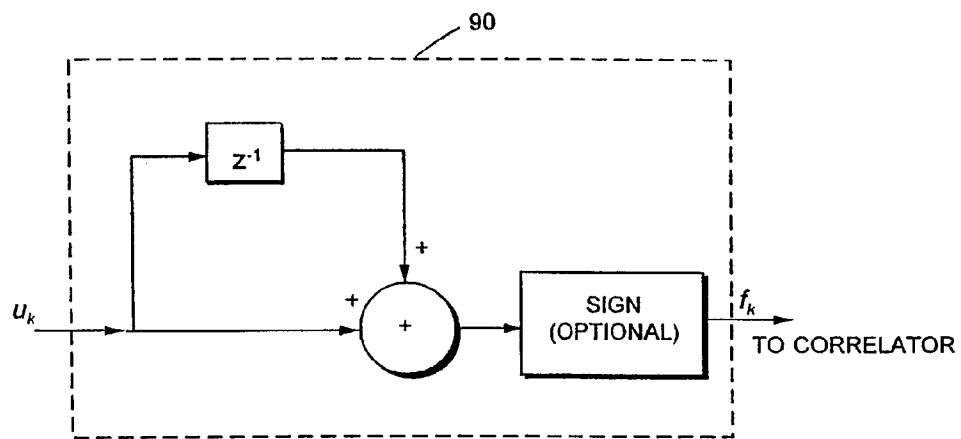 90
Z-1
+
+
+
u_k
SIGN
(OPTIONAL)
f_k
TO CORRELATOR